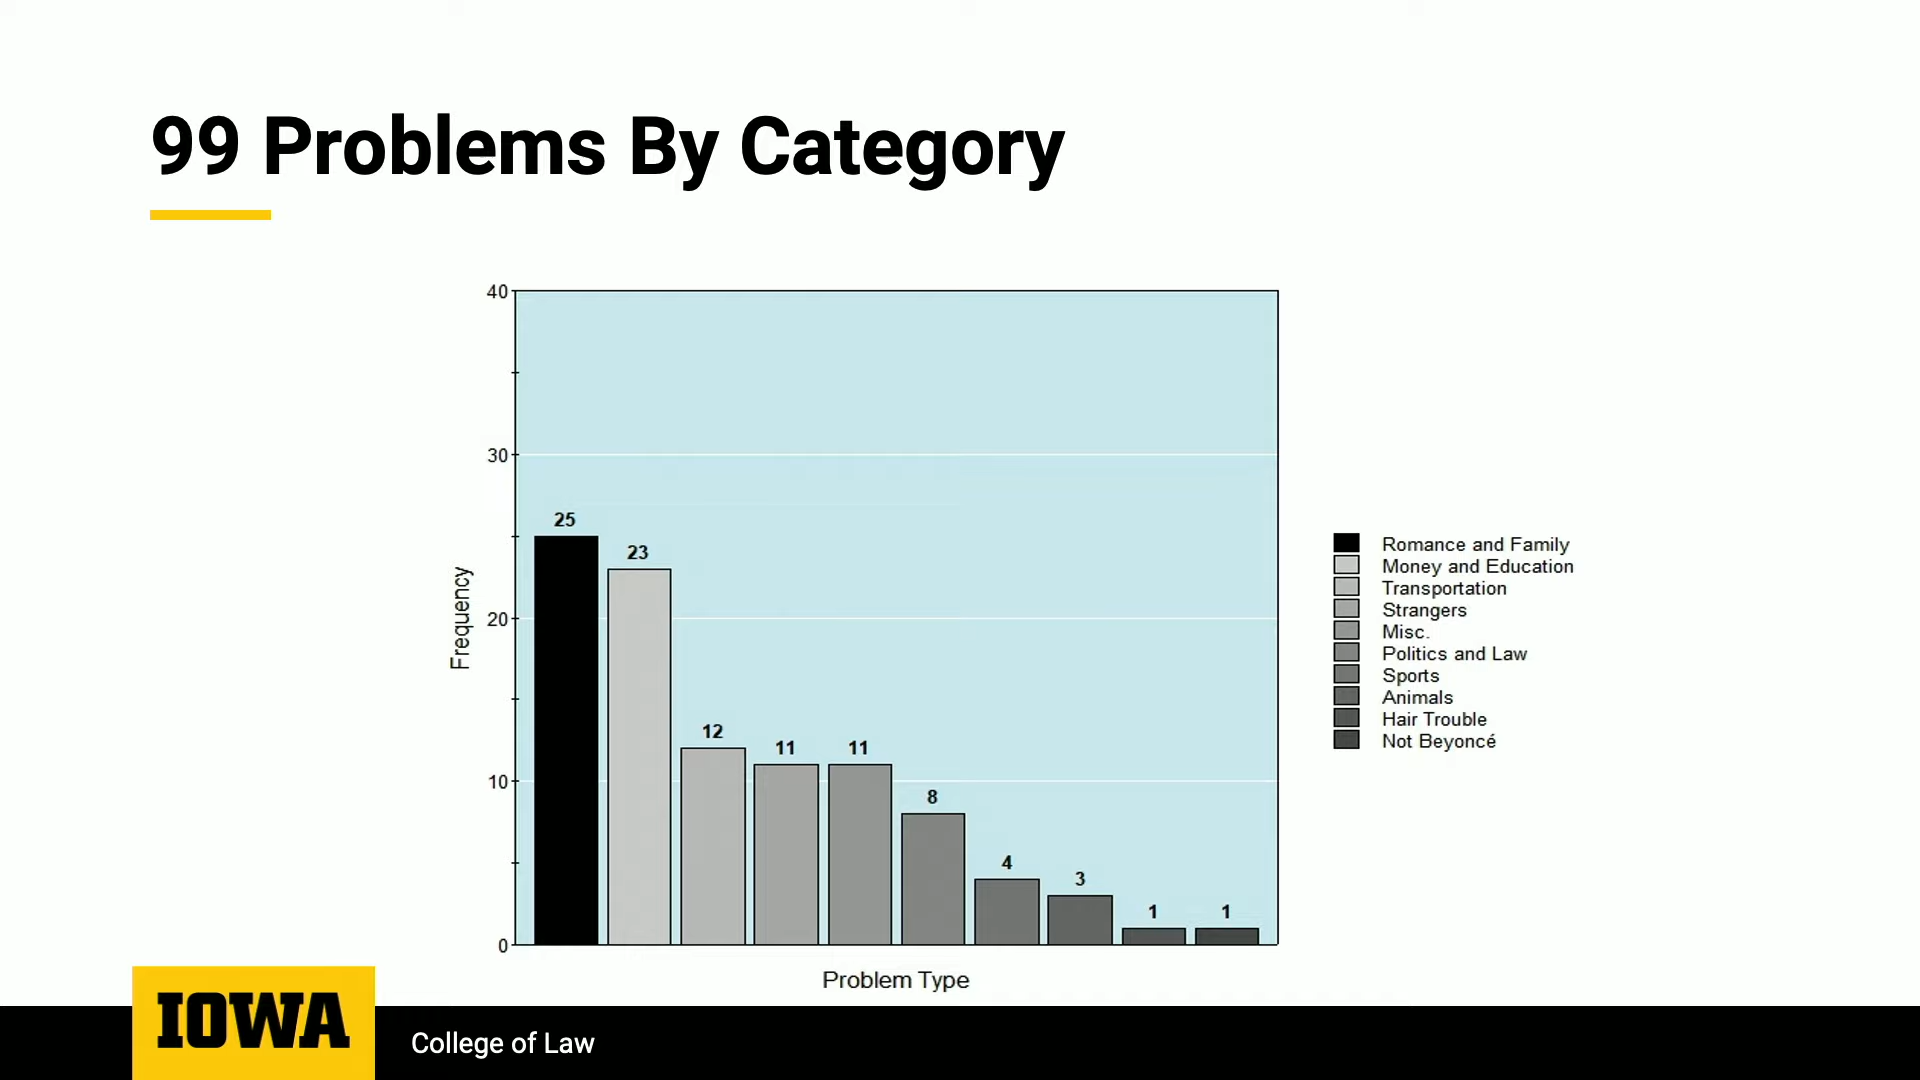 99 Problems By Category
40
30
20
10
0
Frequency
25
23
12
11
11
8
4
3
1
1
Problem Type
Romance and Family
Money and Education
Transportation
Strangers
Misc.
Politics and Law
Sports
Animals
Hair Trouble
Not Beyoncé
IOWA
College of Law